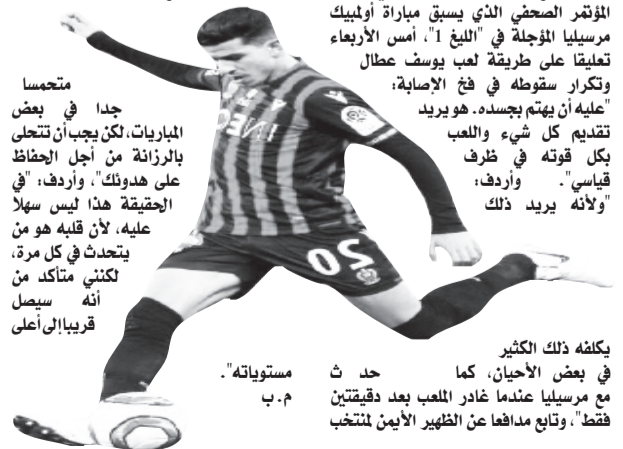 المؤتمر الصحفي الذي يسبق مباراة أولمبيك
مرسيليا المؤجلة في "الليغ 1"، أمس الأربعاء
تعليقا على طريقة لعب يوسف عطال
وتكرار سقوطه في فخ الإصابة:
"عليه أن يهتم بجسده. هو يريد
تقديم كل شيء واللعب
بكل قوته في ظرف
قياسي". وأردف:
"ولأنه يريد ذلك
يكلفه ذلك الكثير
في بعض الأحيان، كما حد ث
مع مرسيليا عندما غادر الملعب بعد دقيقتين
فقط"، وتابع مدافعا عن الظهير الأيمن لمنتخب
متحمسا
جدا في بعض
المباريات، لكن يجب أن تتحلى
بالرزانة من أجل الحفاظ
على هدوئك"، وأردف: "في
الحقيقة هذا ليس سهلا
عليه، لأن قلبه هو من
يتحدث في كل مرة،
لكنني متأكد من
أنه سيصل
قريبا إلى أعلى
مستوياته".
م. ب
20